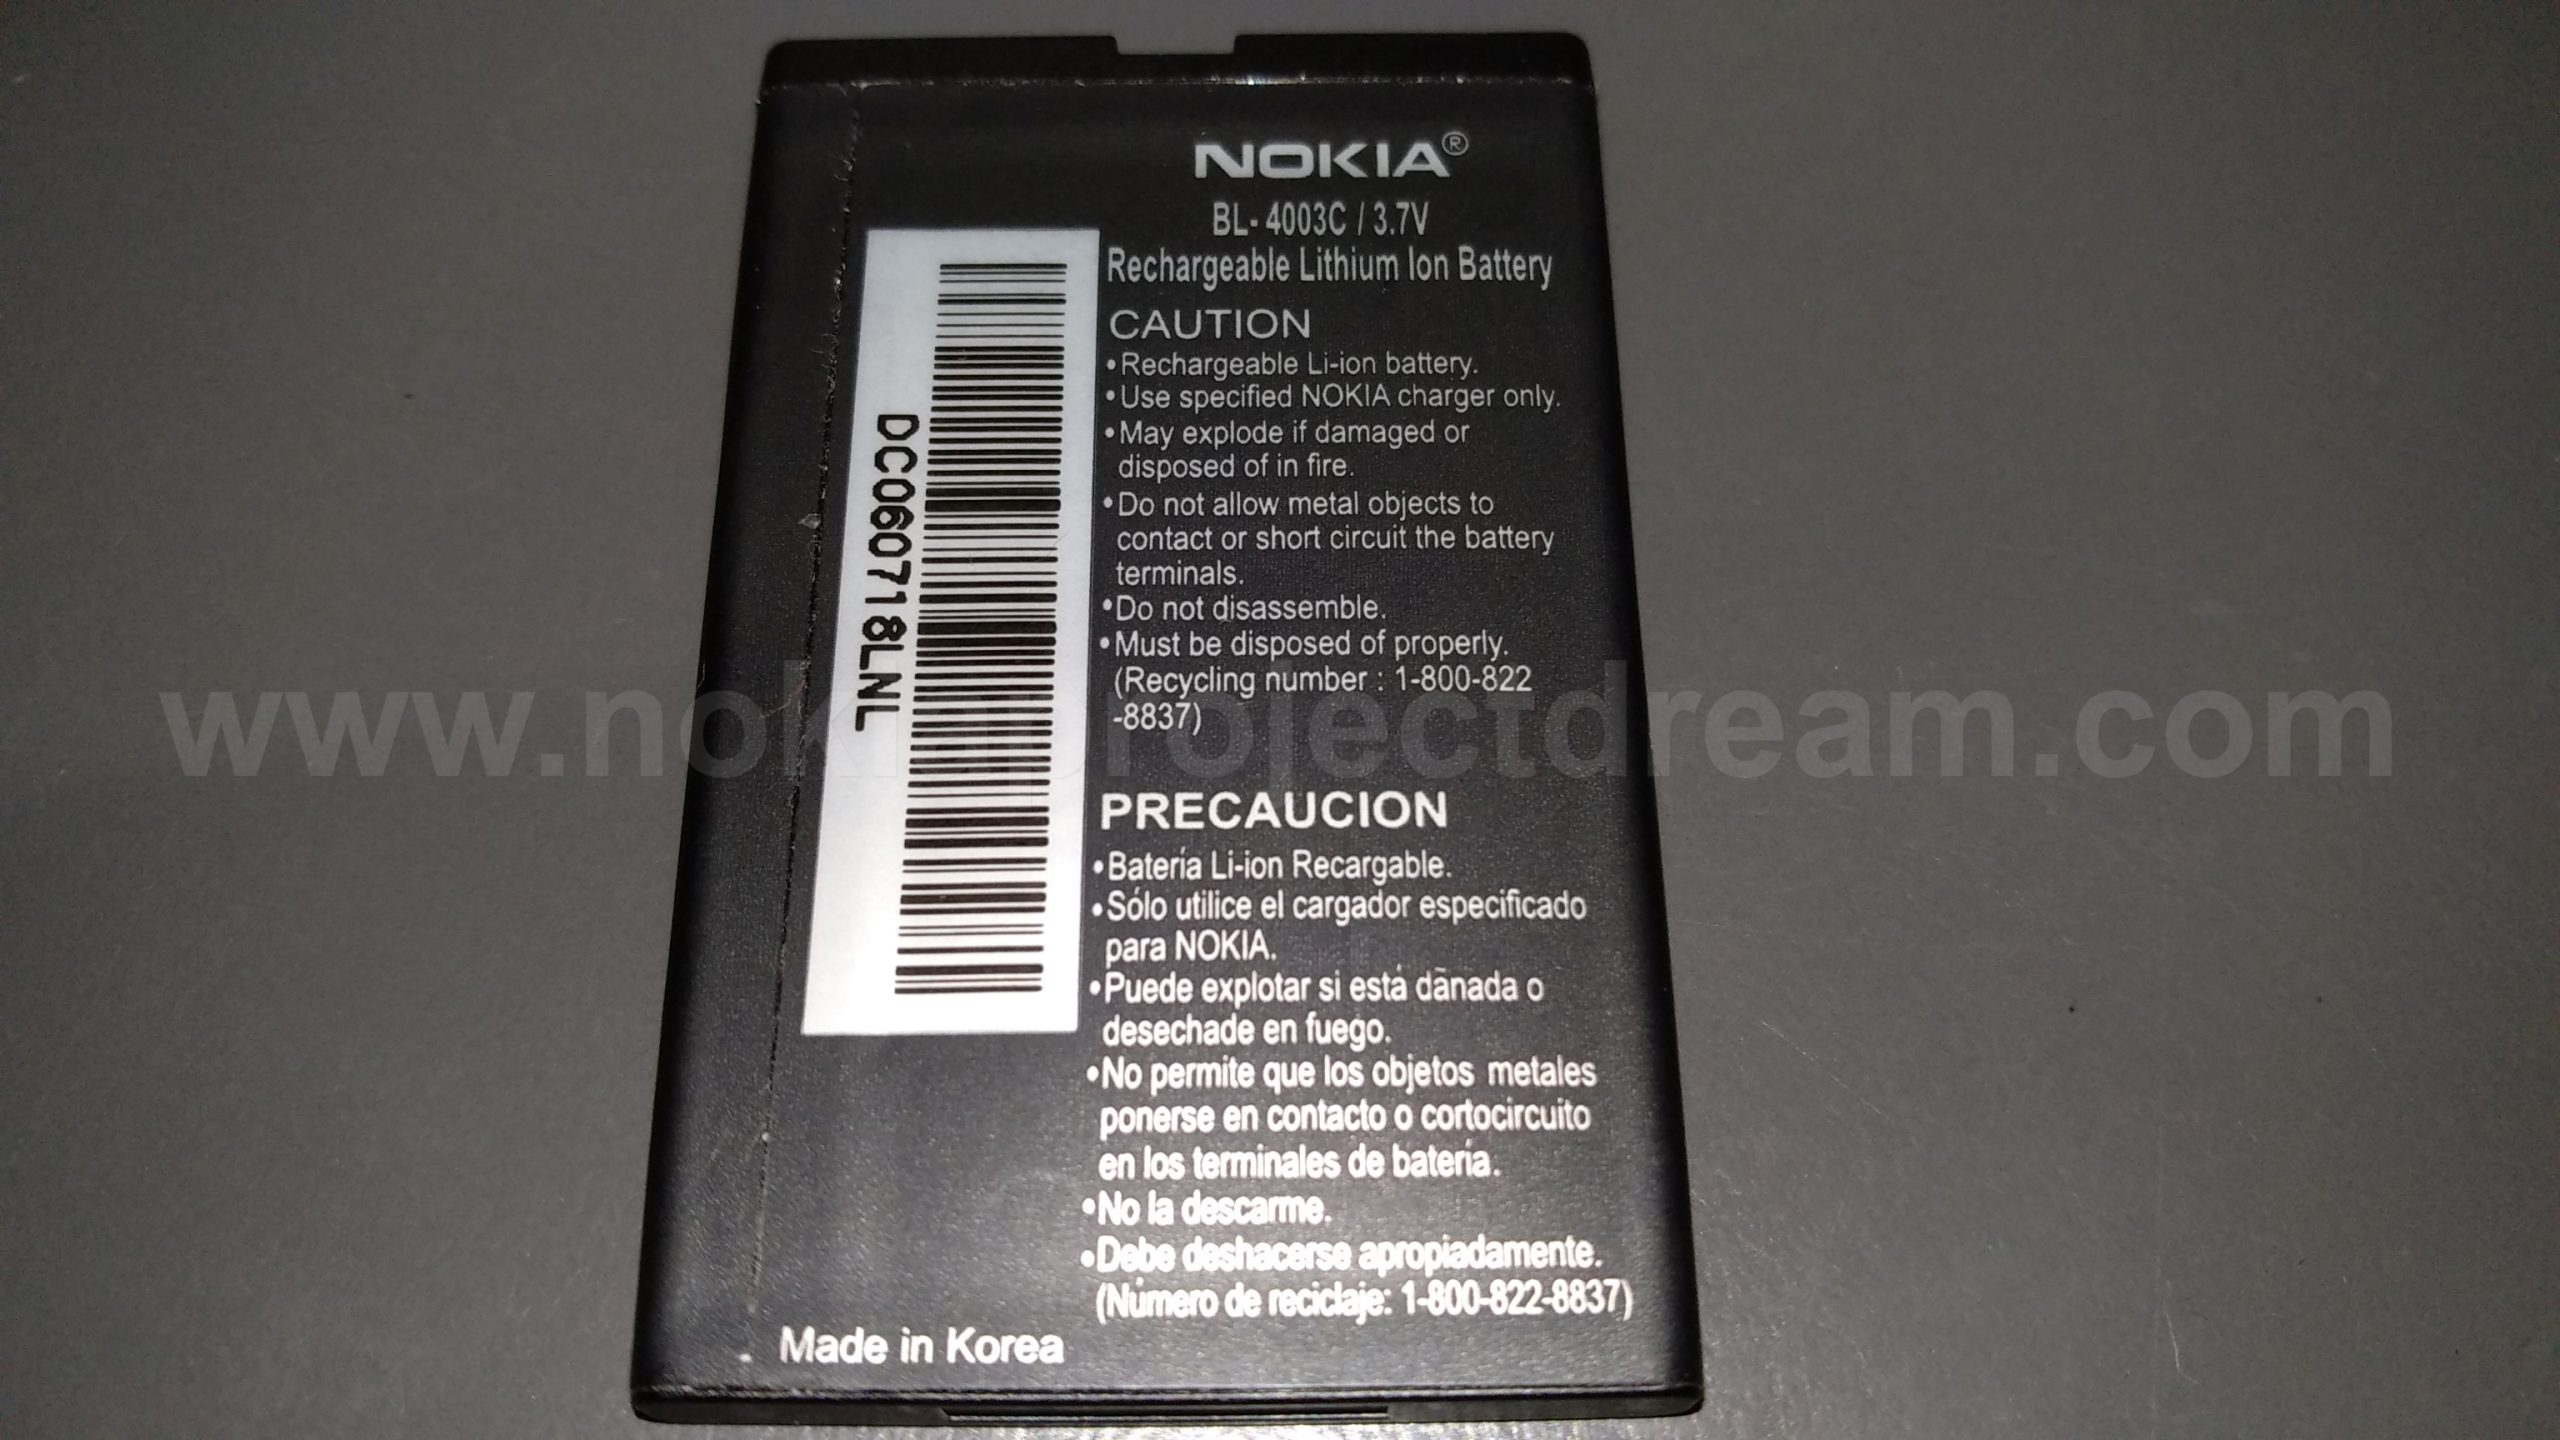 NOKIA®
BL- 4003C / 3.7V
Rechargeable Lithium Ion Battery
CAUTION
•Rechargeable Li-ion battery.
•Use specified NOKIA charger only.
•May explode if damaged or
disposed of in fire.
•Do not allow metal objects to
contact or short circuit the battery
terminals.
•Do not disassemble.
•Must be disposed of properly.
(Recycling number : 1-800-822
-8837)
PRECAUCION
•Batería Li-ion Recargable.
•Sólo utilice el cargador especificado
para NOKIA.
•Puede explotar si está dãnada o
desechade en fuego.
•No permite que los objetos metales
ponerse en contacto o cortocircuito
en los terminales de batería.
•No la descarme.
•Debe deshacerse apropiadamente.
(Número de reciclaje: 1-800-822-8837)
Made in Korea
DC060718LNL
www.nokiaprojectdream.com